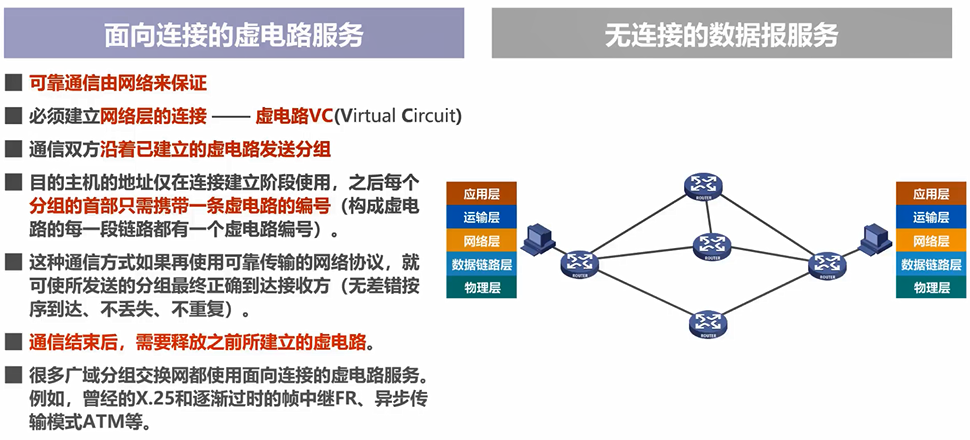 面向连接的虚电路服务
无连接的数据报服务
可靠通信由网络来保证
必须建立网络层的连接 —— 虚电路VC(Virtual Circuit)
通信双方沿着已建立的虚电路发送分组
目的主机的地址仅在连接建立阶段使用，之后每个
分组的首部只需携带一条虚电路的编号（构成虚电
路的每一段链路都有一个虚电路编号）。
这种通信方式如果再使用可靠传输的网络协议，就
可使所发送的分组最终正确到达接收方（无差错按
序到达、不丢失、不重复）。
通信结束后，需要释放之前所建立的虚电路。
很多广域分组交换网都使用面向连接的虚电路服务。
例如，曾经的X.25和逐渐过时的帧中继FR、异步传
输模式ATM等。
应用层
运输层
网络层
数据链路层
物理层
ROUTER
ROUTER
ROUTER
ROUTER
ROUTER
应用层
运输层
网络层
数据链路层
物理层